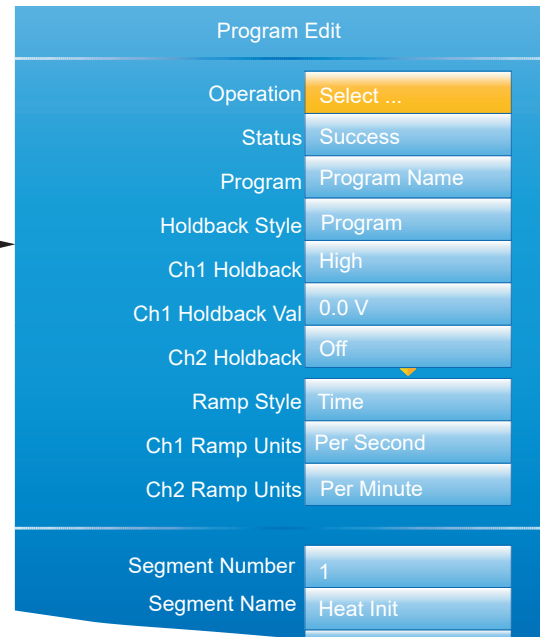 Program Edit
Operation Select ...
Status Success
Program Program Name
Holdback Style Program
Ch1 Holdback High
Ch1 Holdback Val 0.0 V
Ch2 Holdback Off
Ramp Style Time
Ch1 Ramp Units Per Second
Ch2 Ramp Units Per Minute
Segment Number 1
Segment Name Heat Init